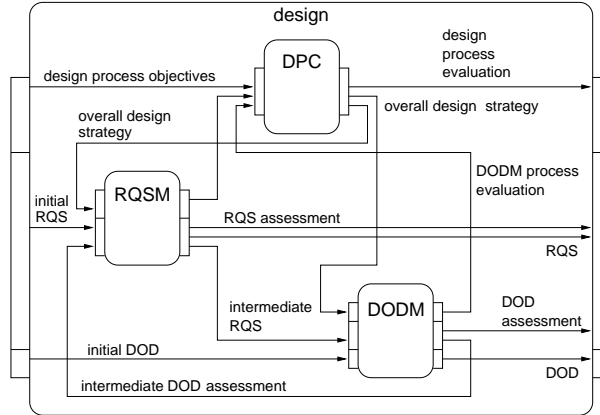 design
DPC
design
process
evaluation
design process objectives
overall design strategy
overall design
strategy
DODM process
evaluation
RQSM
initial
RQS
RQS assessment
RQS
intermediate
RQS
DODM
DOD
assessment
initial DOD
DOD
intermediate DOD assessment